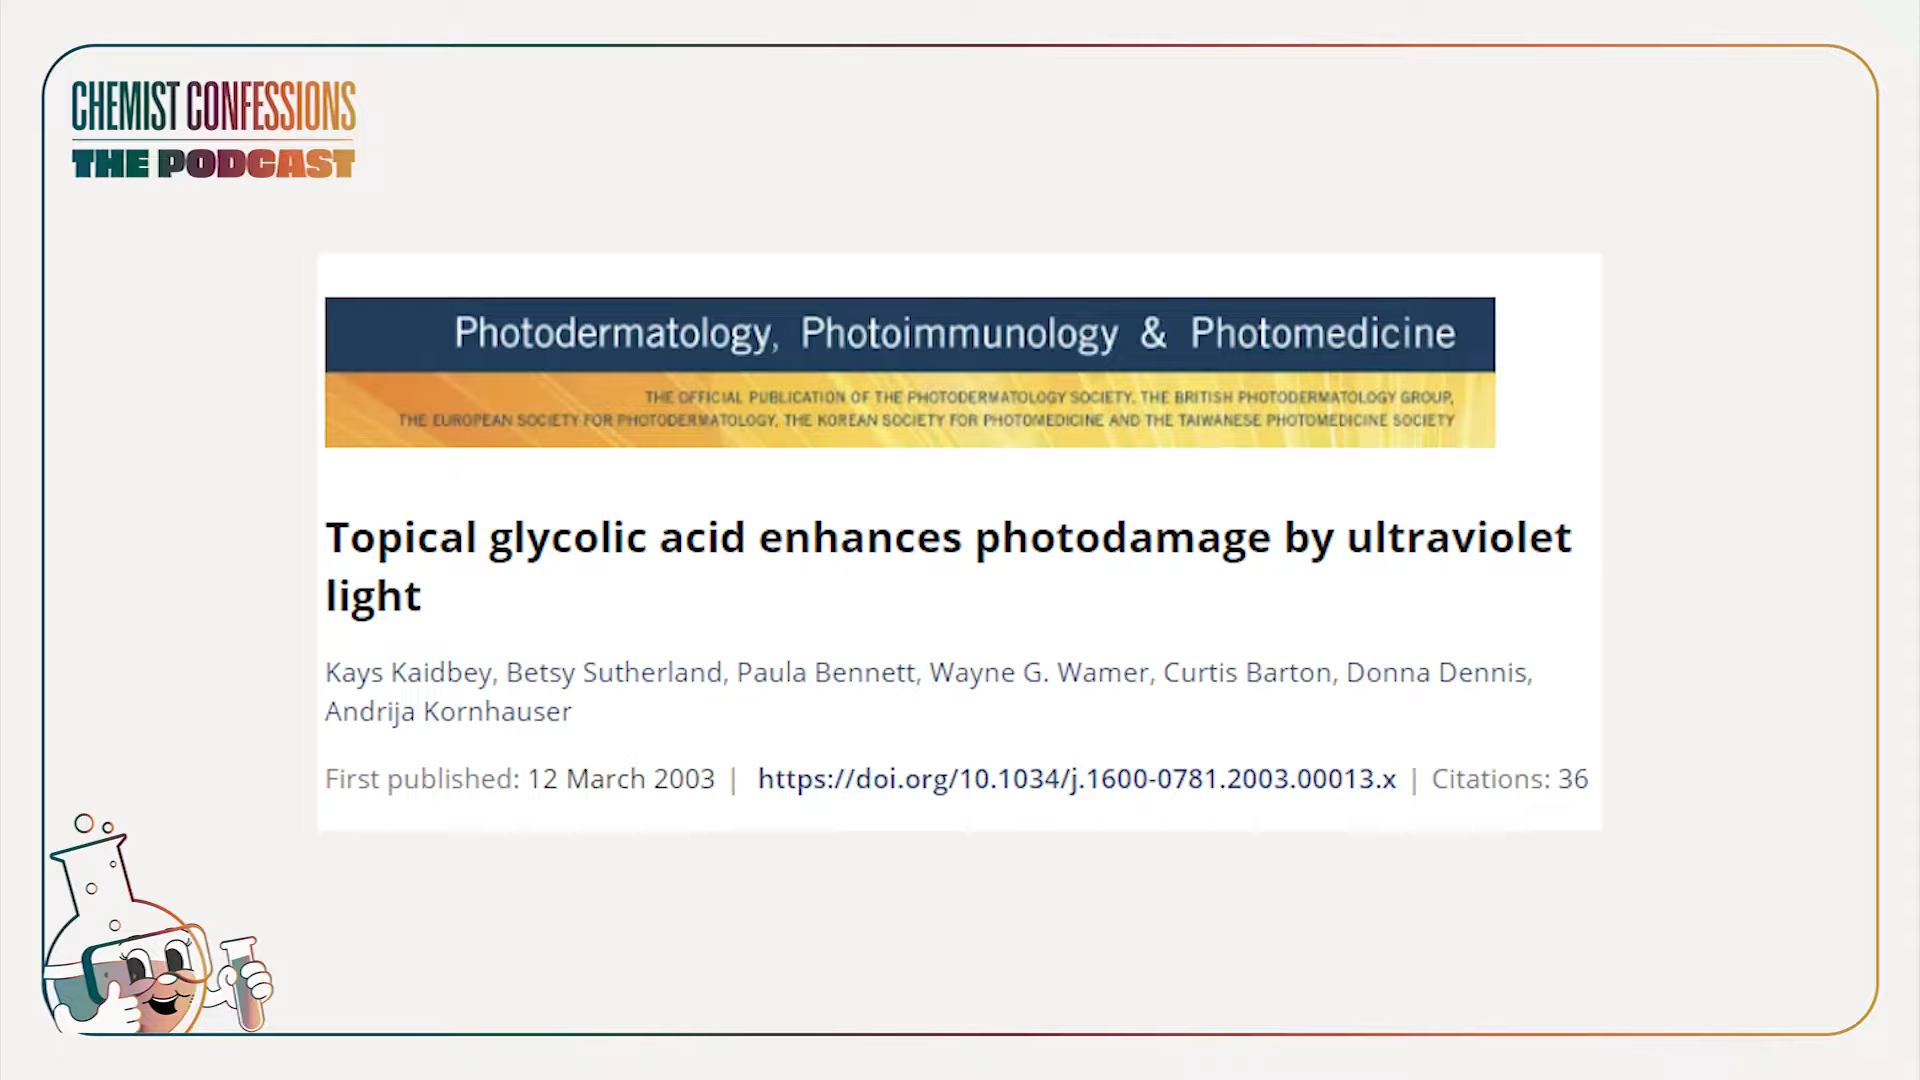 CHEMIST CONFESSIONS
THE PODCAST
Photodermatology, Photoimmunology & Photomedicine
THE OFFICIAL PUBLICATION OF THE PHOTODERMATOLOGY SOCIETY, THE BRITISH PHOTODERMATOLOGY GROUP,
THE EUROPEAN SOCIETY FOR PHOTODERMATOLOGY, THE KOREAN SOCIETY FOR PHOTOMEDICINE AND THE TAIWANESE PHOTOMEDICINE SOCIETY
Topical glycolic acid enhances photodamage by ultraviolet
light
Kays Kaidbey, Betsy Sutherland, Paula Bennett, Wayne G. Wamer, Curtis Barton, Donna Dennis,
Andrija Kornhauser
First published: 12 March 2003 | https://doi.org/10.1034/j.1600-0781.2003.00013.x | Citations: 36